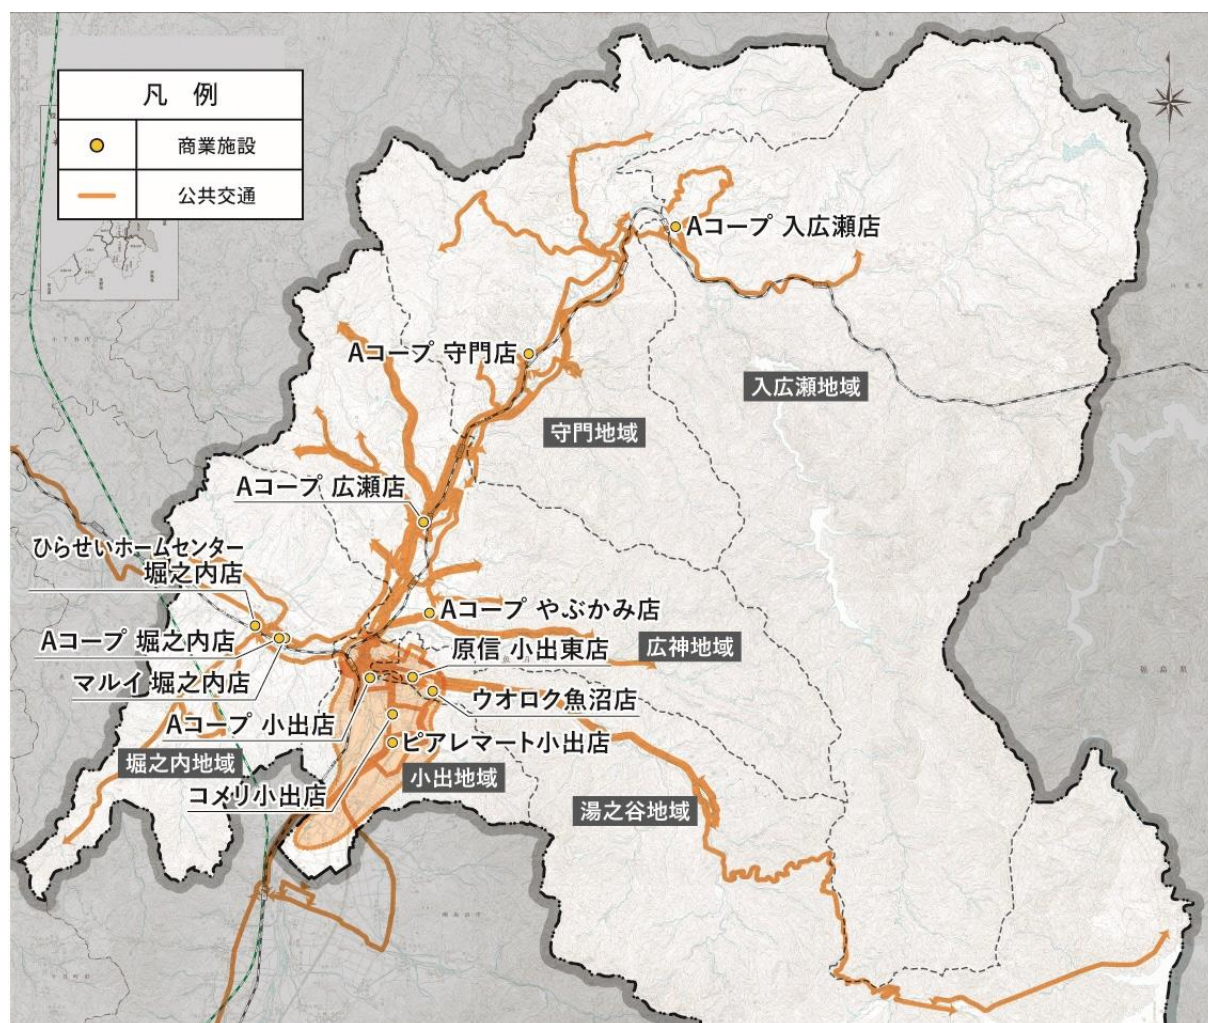 凡 例
商業施設
公共交通
Aコープ 入広瀬店
Aコープ 守門店
入広瀬地域
守門地域
Aコープ 広瀬店
ひらせいホームセンター
堀之内店
Aコープ やぶかみ店
Aコープ 堀之内店
原信 小出東店
広神地域
マルイ 堀之内店
ウオロク魚沼店
Aコープ 小出店
ピアレマート小出店
堀之内地域
小出地域
コメリ小出店
湯之谷地域